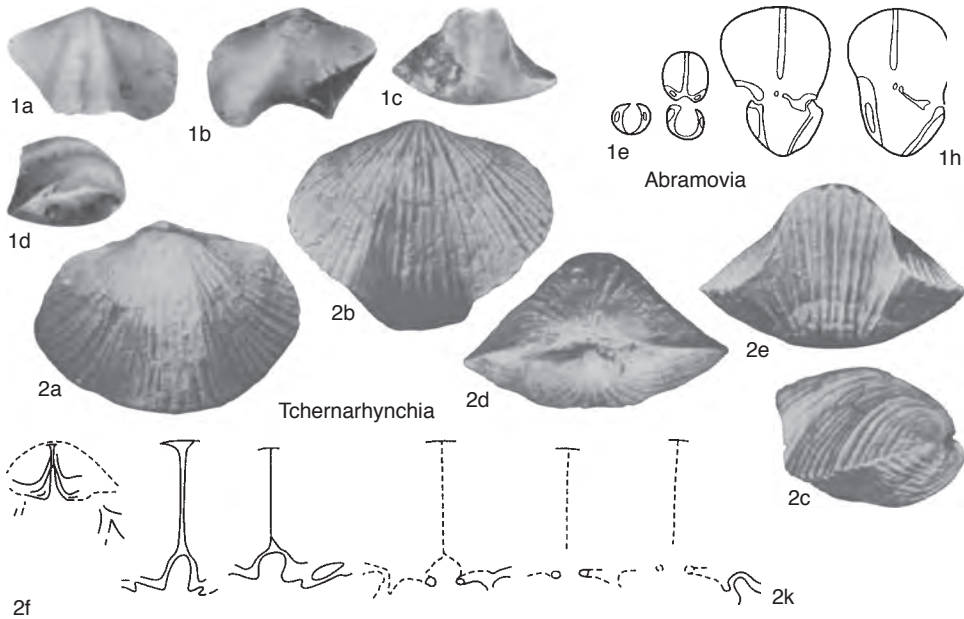 1a
1b
1c
1d
1e
1h
Abramovia
2a
2b
2d
2e
Tchernarhynchia
2c
2f
2k